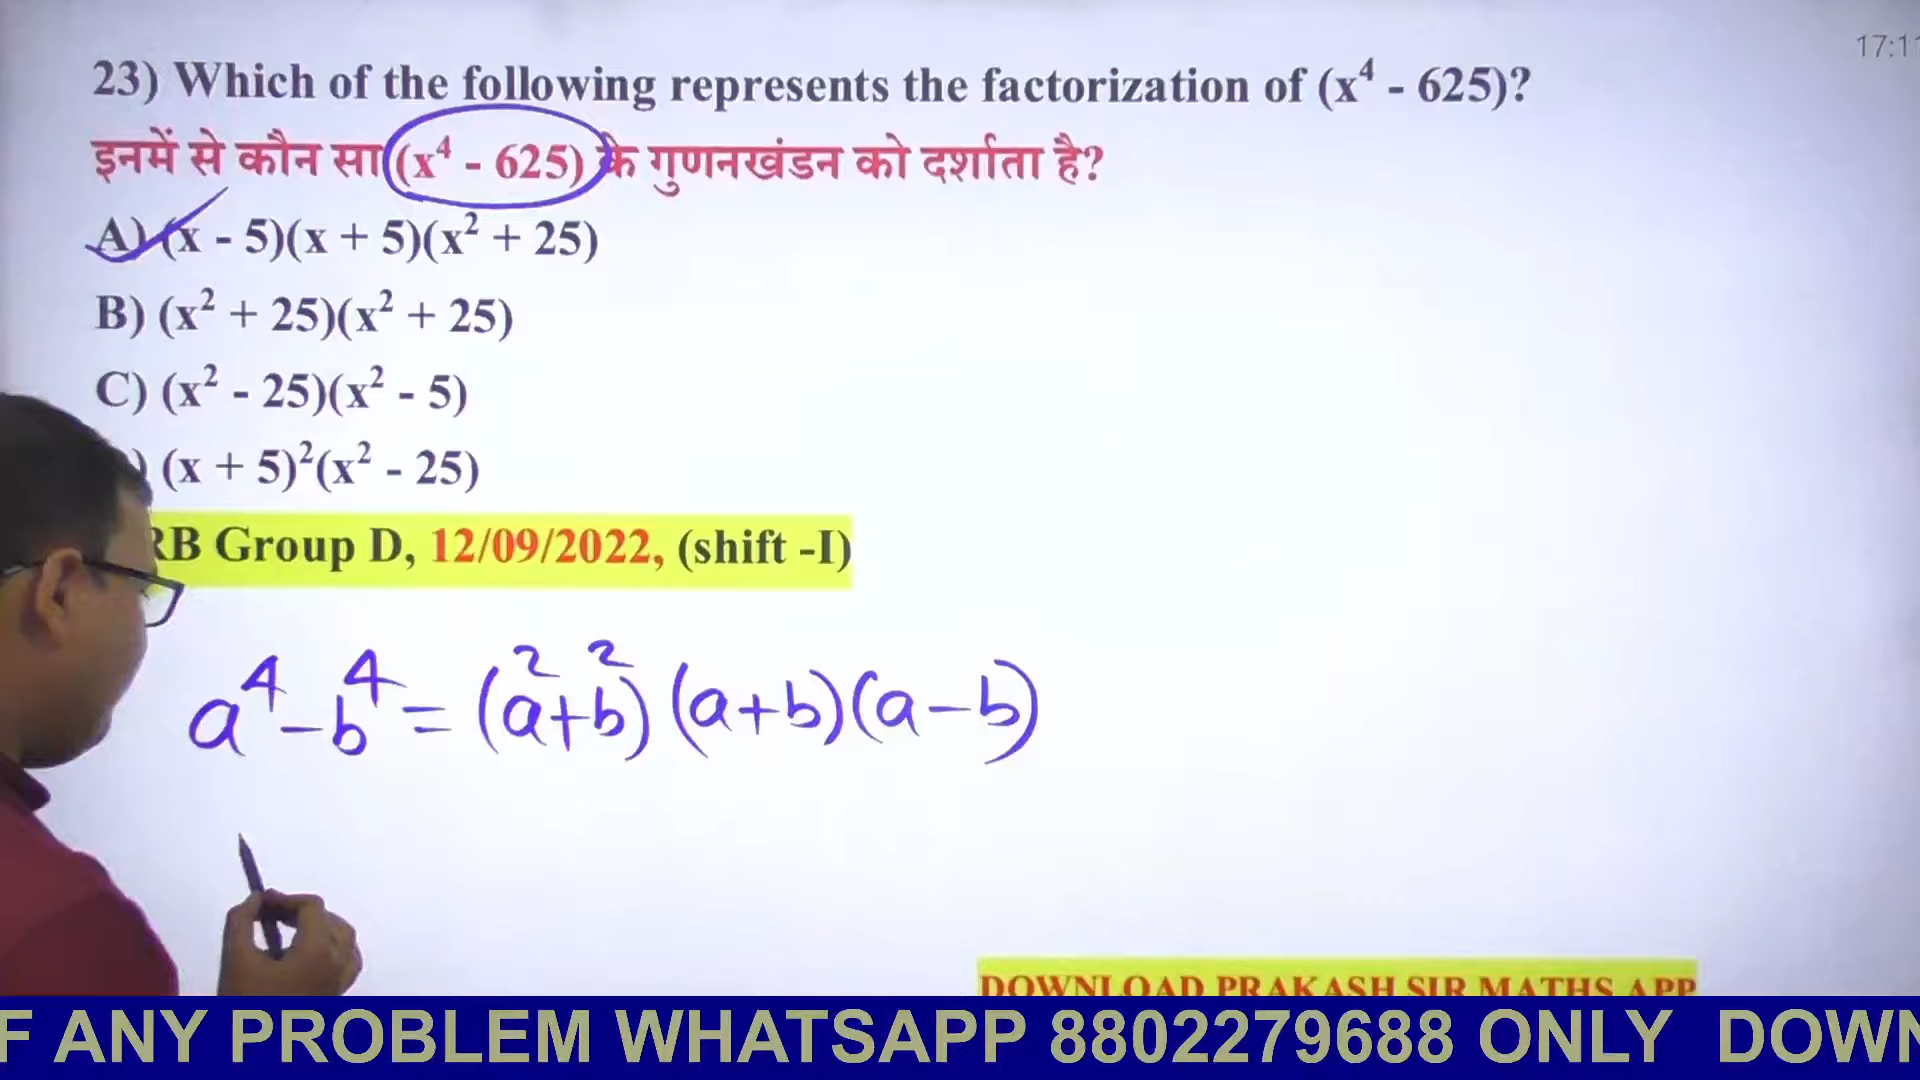 17:1
23) Which of the following represents the factorization of (x⁴ - 625)?
इनमें से कौन सा (x⁴ - 625) के गुणनखंडन को दर्शाता है?
A) (x - 5)(x + 5)(x² + 25)
B) (x² + 25)(x² + 25)
C) (x² - 25)(x² - 5)
) (x + 5)²(x² - 25)
RB Group D, 12/09/2022, (shift -I)
a⁴ - b⁴ = (a² + b²) (a + b) (a - b)
DOWNLOAD PRAKASH SIR MATHS APP
F ANY PROBLEM WHATSAPP 8802279688 ONLY DOWN